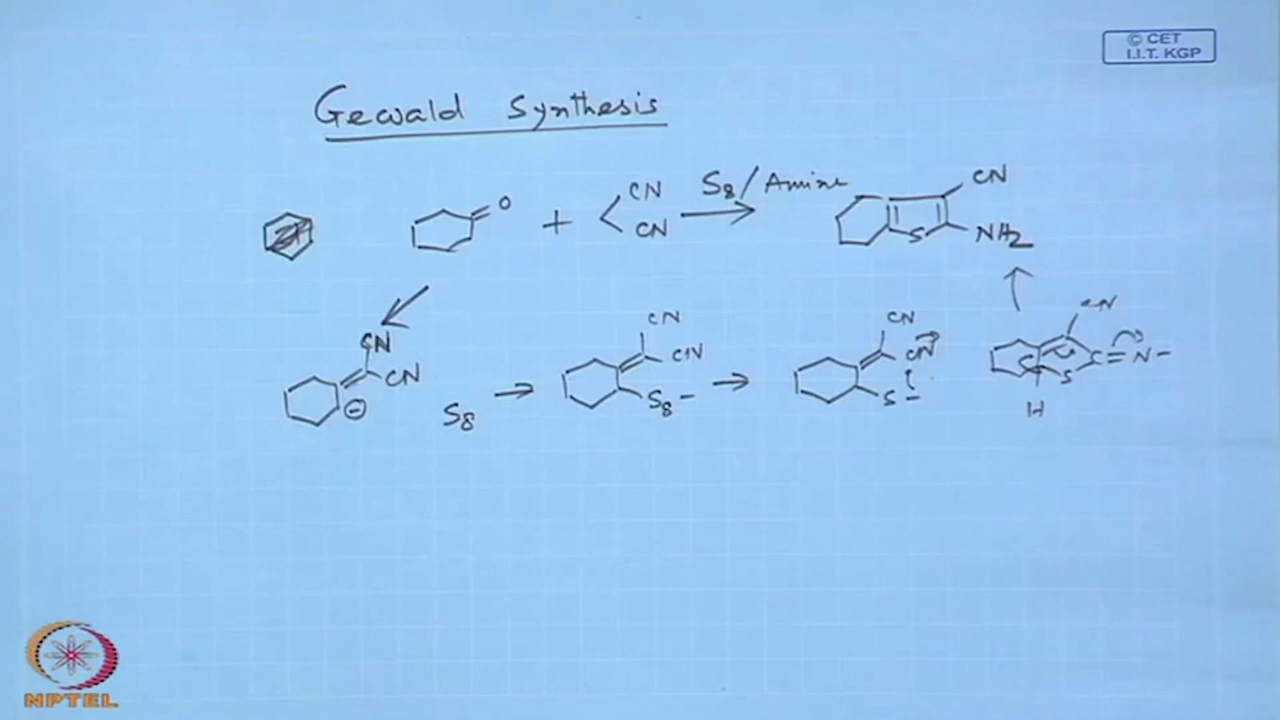 © CET
I.I.T. KGP
Gewald Synthesis
O + CN CN S8/Amine CN S NH2
CN CN ⊖ S8
CN CN S8 -
CN CN S -
CN C S C=N - H
NPTEL